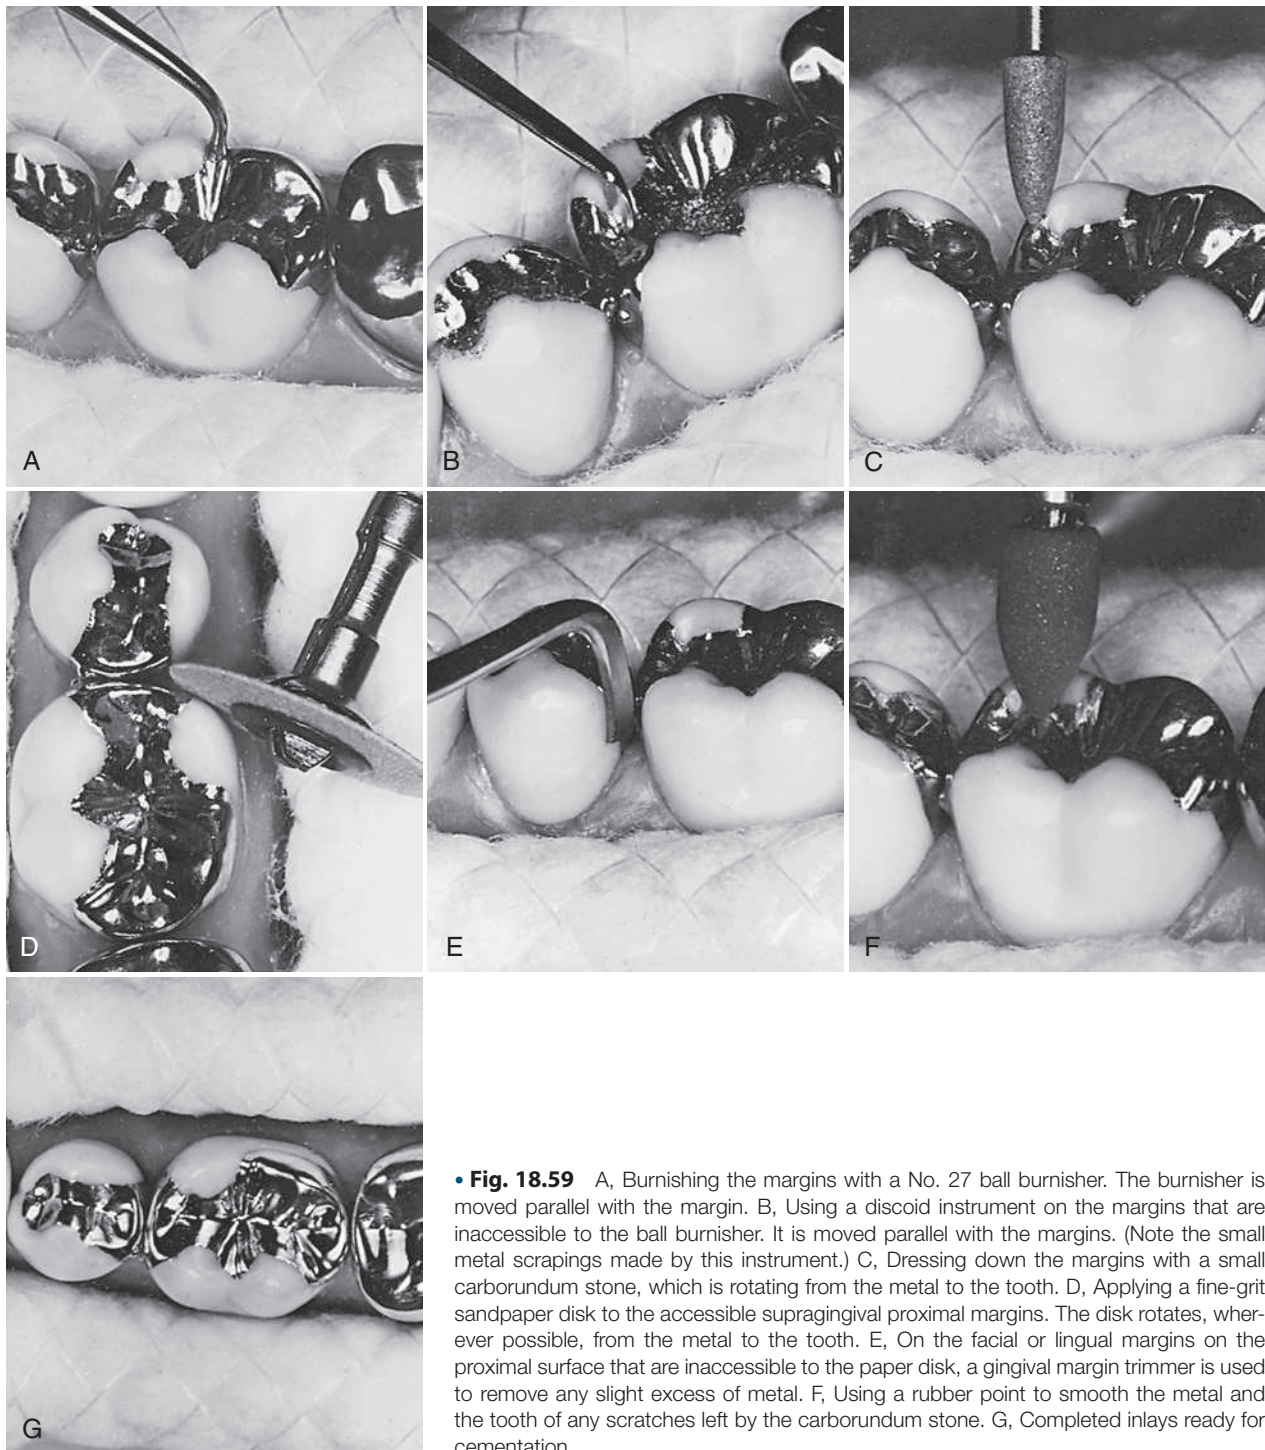 A
B
C
D
E
F
G
• Fig. 18.59 A, Burnishing the margins with a No. 27 ball burnisher. The burnisher is
moved parallel with the margin. B, Using a discoid instrument on the margins that are
inaccessible to the ball burnisher. It is moved parallel with the margins. (Note the small
metal scrapings made by this instrument.) C, Dressing down the margins with a small
carborundum stone, which is rotating from the metal to the tooth. D, Applying a fine-grit
sandpaper disk to the accessible supragingival proximal margins. The disk rotates, wher-
ever possible, from the metal to the tooth. E, On the facial or lingual margins on the
proximal surface that are inaccessible to the paper disk, a gingival margin trimmer is used
to remove any slight excess of metal. F, Using a rubber point to smooth the metal and
the tooth of any scratches left by the carborundum stone. G, Completed inlays ready for
cementation